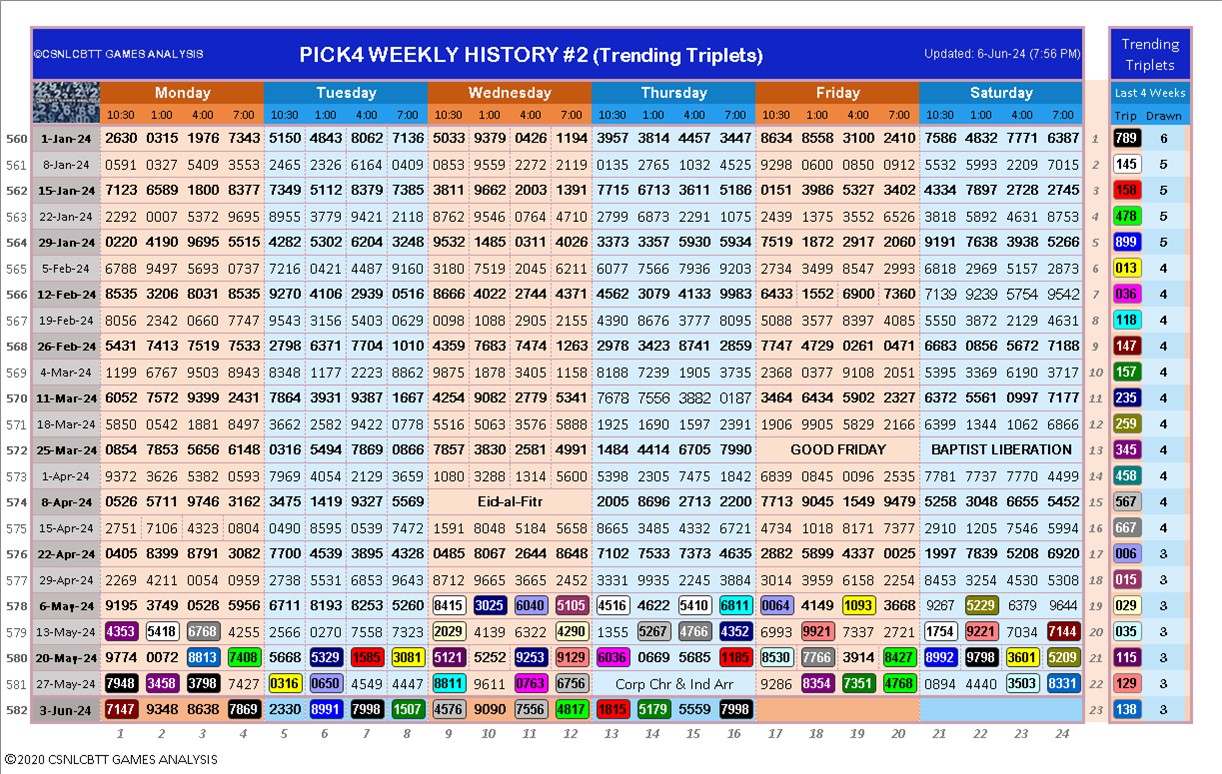 ©CSNLCBTT GAMES ANALYSIS PICK4 WEEKLY HISTORY #2 (Trending Triplets) Updated: 6-Jun-24 (7:56 PM)
Trending
Triplets
Monday Tuesday Wednesday Thursday Friday Saturday Last 4 Weeks
10:30 1:00 4:00 7:00 10:30 1:00 4:00 7:00 10:30 1:00 4:00 7:00 10:30 1:00 4:00 7:00 10:30 1:00 4:00 7:00 10:30 1:00 4:00 7:00 Trip Drawn
560 1-Jan-24 2630 0315 1976 7343 5150 4843 8062 7136 5033 9379 0426 1194 3957 3814 4457 3447 8634 8558 3100 2410 7586 4832 7771 6387 1 789 6
561 8-Jan-24 0591 0327 5409 3553 2465 2326 6164 0409 8353 9559 2272 2119 0135 2765 1031 4525 9298 0600 0850 0912 5532 5993 2209 7015 2 145 5
562 15-Jan-24 7123 6589 1800 8377 7349 5112 8379 7385 3811 9662 2003 1391 7715 6713 3611 5186 0151 3986 5327 3402 4334 7897 2728 2745 3 158 5
563 22-Jan-24 2292 0007 5372 9695 8955 3779 9421 2118 8762 9546 0764 4710 2799 6873 2291 1075 2439 1375 3552 6526 3818 5892 4631 8753 4 478 5
564 29-Jan-24 0220 4190 9695 5515 4282 5302 6204 3248 9532 1485 0311 4026 3373 3357 5930 5934 7519 1872 2917 2060 9191 7638 3938 5266 5 899 5
565 5-Feb-24 6788 9497 5693 0737 7216 0421 4487 9160 3180 7519 2045 6211 6077 7566 7936 9203 2734 3499 8547 2993 6818 2969 5157 2873 6 013 4
566 12-Feb-24 8535 3206 8031 8535 9270 4106 2939 0516 8666 4022 2744 4371 4562 3079 4133 9983 6433 1552 6900 7360 7139 9239 5754 9542 7 036 4
567 19-Feb-24 8056 2342 0660 7747 9543 3156 5403 0629 6098 1088 2905 2155 4390 8676 3777 8095 5088 3577 8397 4085 5550 3872 2129 4631 8 118 4
568 26-Feb-24 5431 7413 7519 7533 2798 6371 7704 1010 4359 7683 7474 1263 2978 3423 8741 2859 7747 4729 0261 0471 6683 0856 5672 7188 9 147 4
569 4-Mar-24 1199 6767 9503 8943 8348 1177 2223 8862 9875 1878 3405 1158 8188 7239 1905 3735 2368 0377 9108 2051 5395 3369 6190 3717 10 157 4
570 11-Mar-24 6052 7572 9399 2431 7864 3931 9387 1667 4254 9082 2779 5341 7678 7556 3882 0187 3464 6434 5902 2327 6372 5561 0997 7177 11 235 4
571 18-Mar-24 5850 0542 1881 8497 3662 2582 9422 0777 5516 5063 3576 5888 1925 1690 1597 2391 1906 9905 5829 2166 6399 1344 1062 6866 12 259 4
572 25-Mar-24 0854 7853 5656 6148 0316 5494 7869 0866 7857 3830 2581 4991 1484 4414 6705 7990 GOOD FRIDAY BAPTIST LIBERATION 13 345 4
573 1-Apr-24 9372 3626 5382 0593 7969 4054 2129 3659 1080 3288 1314 5600 5398 2305 7475 1842 6839 0845 0096 2535 7781 7737 7770 4499 14 458 4
574 8-Apr-24 0526 5711 9746 3162 3475 1419 9327 5569 Eid-al-Fitr 2005 8696 2713 2200 7713 9045 1549 9479 5258 3048 6655 5452 15 567 4
575 15-Apr-24 2751 7106 4323 0804 0490 8595 0539 7472 1591 8048 5184 5658 8665 3485 4332 6721 4734 1018 8171 7377 2910 1205 7546 5994 16 667 4
576 22-Apr-24 0405 8399 8791 3082 7700 4539 3895 4328 0485 8067 2644 8648 7102 7533 7373 4635 2882 5899 4337 0025 1997 7839 5208 6920 17 006 3
577 29-Apr-24 2269 4211 0054 0959 2738 5531 6853 9643 8712 9665 3665 2452 3331 9935 2245 3884 3014 3959 6158 2254 8453 3254 4530 5308 18 015 3
578 6-May-24 9195 3749 0528 5956 6711 8193 8253 5260 8415 3025 6040 5105 4516 4622 5410 6811 0064 4149 1093 3668 9267 5229 6379 9644 19 029 3
579 13-May-24 4353 5418 6768 4255 2566 0270 7558 7323 2029 4139 6322 4290 1355 5267 4766 4352 6993 9921 7337 2721 1754 9221 7034 7144 20 035 3
580 20-May-24 9774 0072 8813 7408 5668 5329 1585 3081 5121 5252 9253 9129 6036 0669 5685 1185 8530 7766 3914 8427 8992 9798 3601 5209 21 115 3
581 27-May-24 7948 3458 3798 7427 0316 0650 4549 4447 8811 9611 0763 6756 Corp Chr & Ind Arr 9286 8354 7351 4768 0894 4440 3503 8331 22 129 3
582 3-Jun-24 7147 9348 8638 7869 2330 8991 7998 1507 4576 9090 7556 4817 1815 5179 5559 7998 23 138 3
1 2 3 4 5 6 7 8 9 10 11 12 13 14 15 16 17 18 19 20 21 22 23 24
©2020 CSNLCBTT GAMES ANALYSIS